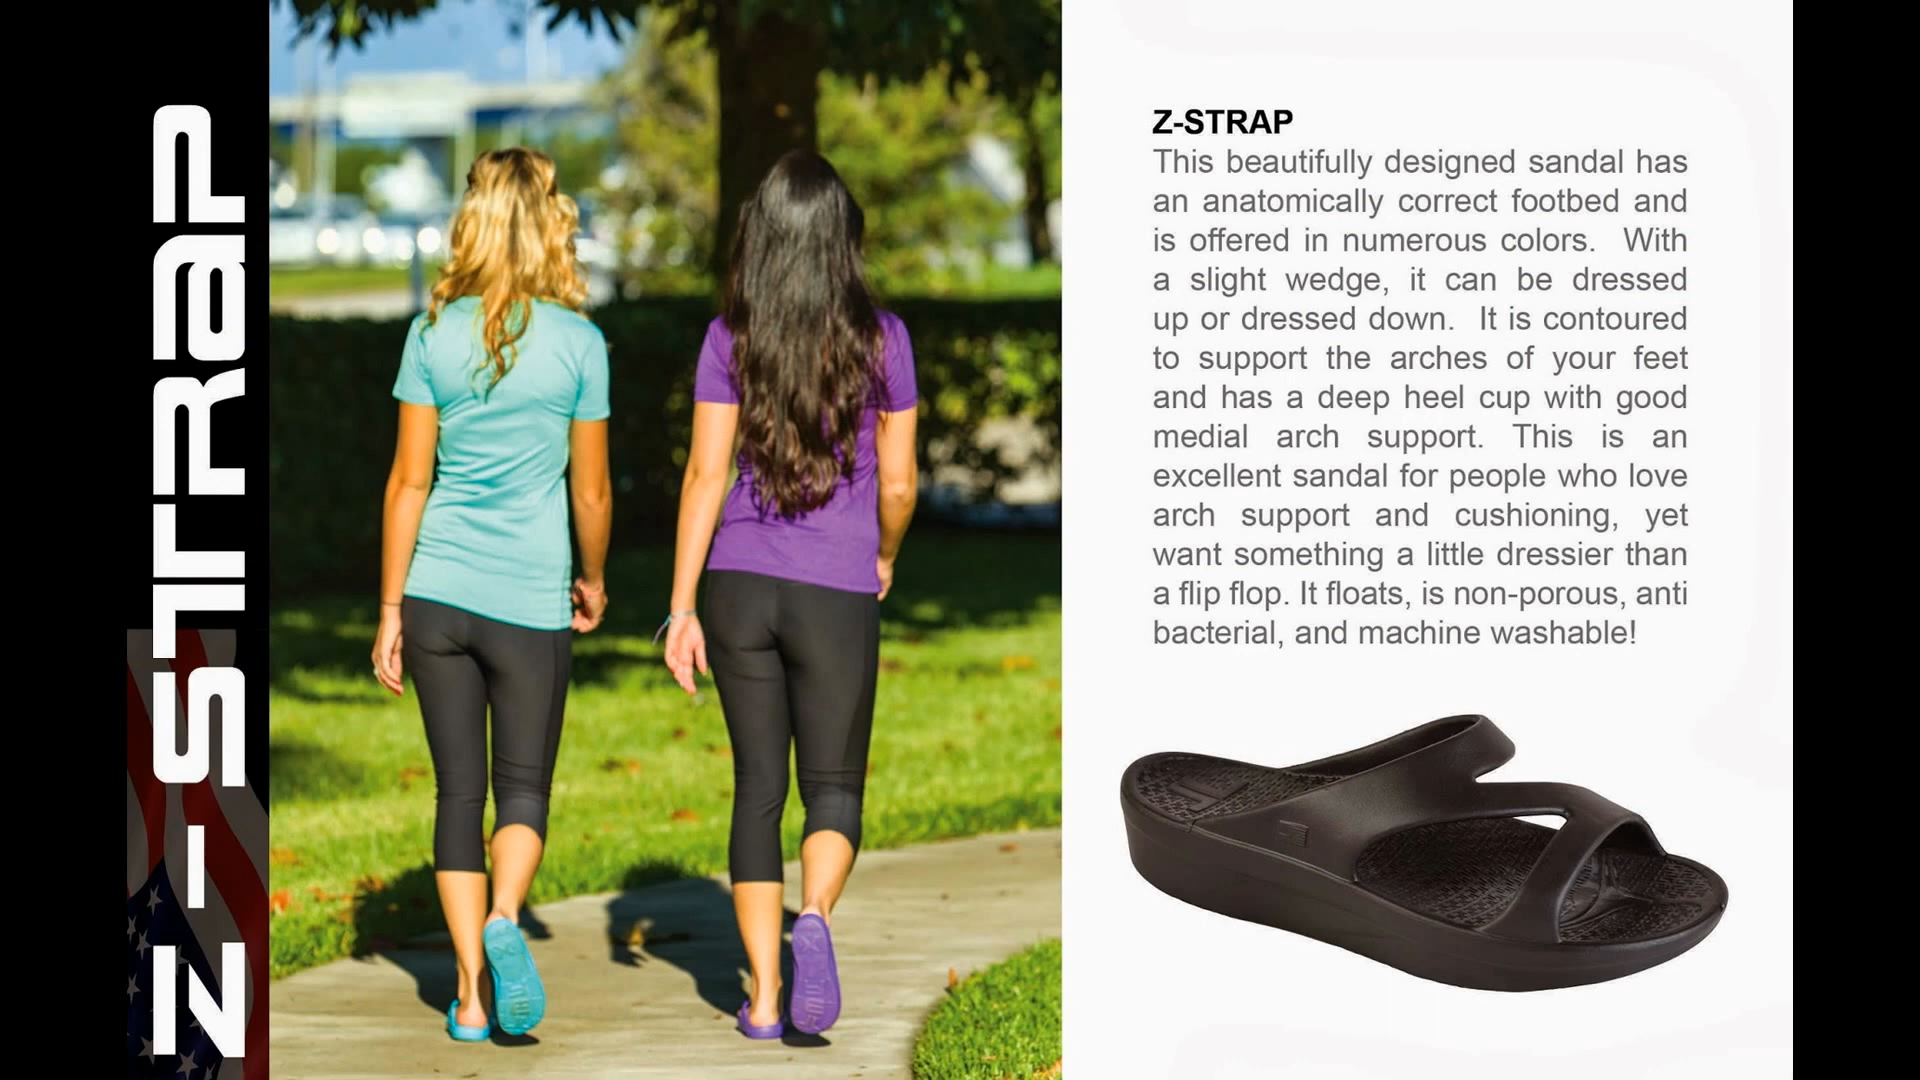 Z-STRaP
Z-STRAP
This beautifully designed sandal has
an anatomically correct footbed and
is offered in numerous colors. With
a slight wedge, it can be dressed
up or dressed down. It is contoured
to support the arches of your feet
and has a deep heel cup with good
medial arch support. This is an
excellent sandal for people who love
arch support and cushioning, yet
want something a little dressier than
a flip flop. It floats, is non-porous, anti
bacterial, and machine washable!